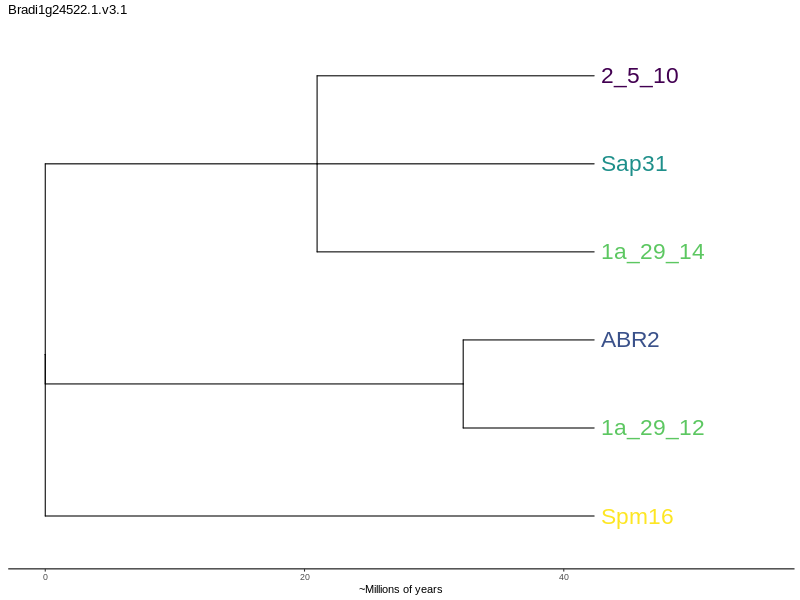 Bradi1g24522.1.v3.1
2_5_10
Sap31
1a_29_14
ABR2
1a_29_12
Spm16
0 20 40
~Millions of years